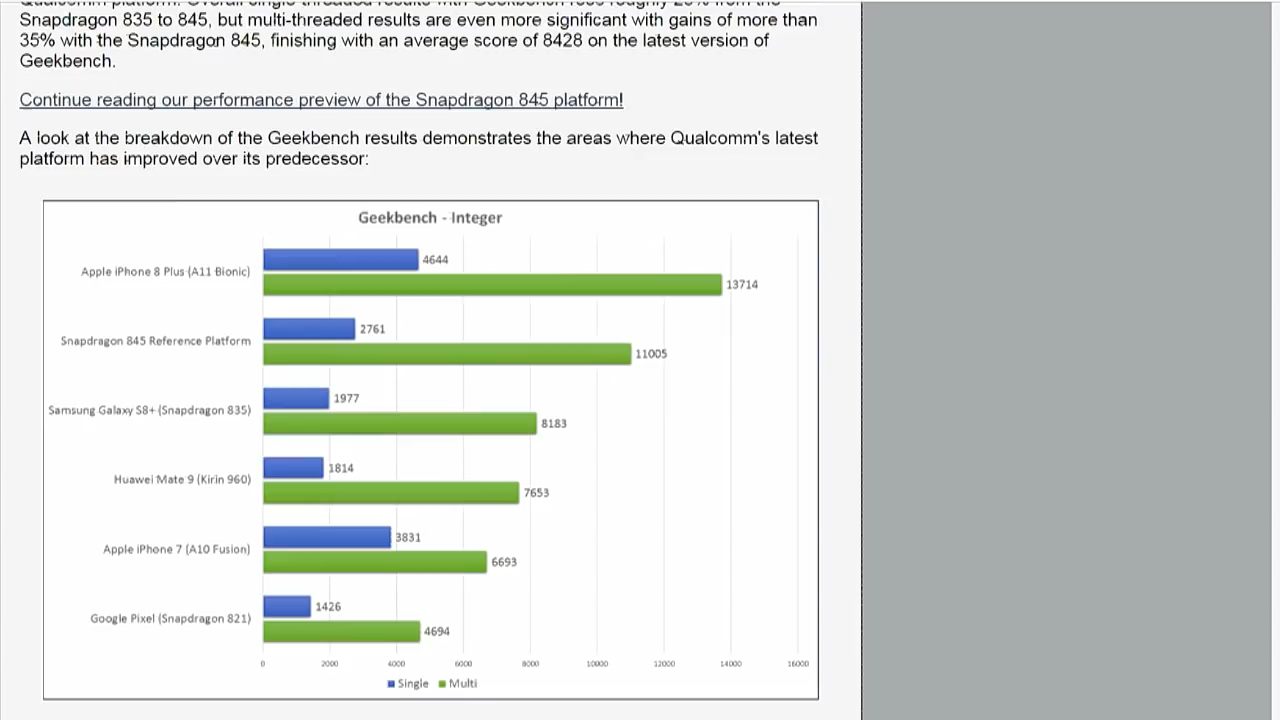 Snapdragon 835 to 845, but multi-threaded results are even more significant with gains of more than
35% with the Snapdragon 845, finishing with an average score of 8428 on the latest version of
Geekbench.
Continue reading our performance preview of the Snapdragon 845 platform!
A look at the breakdown of the Geekbench results demonstrates the areas where Qualcomm's latest
platform has improved over its predecessor:
Geekbench - Integer
Apple iPhone 8 Plus (A11 Bionic)
4644
13714
Snapdragon 845 Reference Platform
2761
11005
Samsung Galaxy S8+ (Snapdragon 835)
1977
8183
Huawei Mate 9 (Kirin 960)
1814
7653
Apple iPhone 7 (A10 Fusion)
3831
6693
Google Pixel (Snapdragon 821)
1426
4694
0 2000 4000 6000 8000 10000 12000 14000 16000
Single Multi